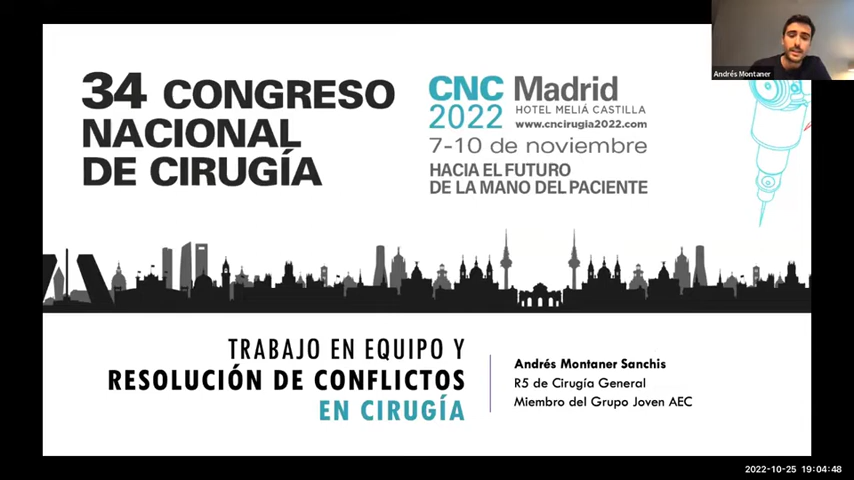 34 CONGRESO
NACIONAL
DE CIRUGÍA
CNC Madrid
HOTEL MELIÁ CASTILLA
2022 www.cncirugia2022.com
7-10 de noviembre
HACIA EL FUTURO
DE LA MANO DEL PACIENTE
Andrés Montaner
TRABAJO EN EQUIPO Y
RESOLUCIÓN DE CONFLICTOS
EN CIRUGÍA
Andrés Montaner Sanchis
R5 de Cirugía General
Miembro del Grupo Joven AEC
2022-10-25 19:04:48